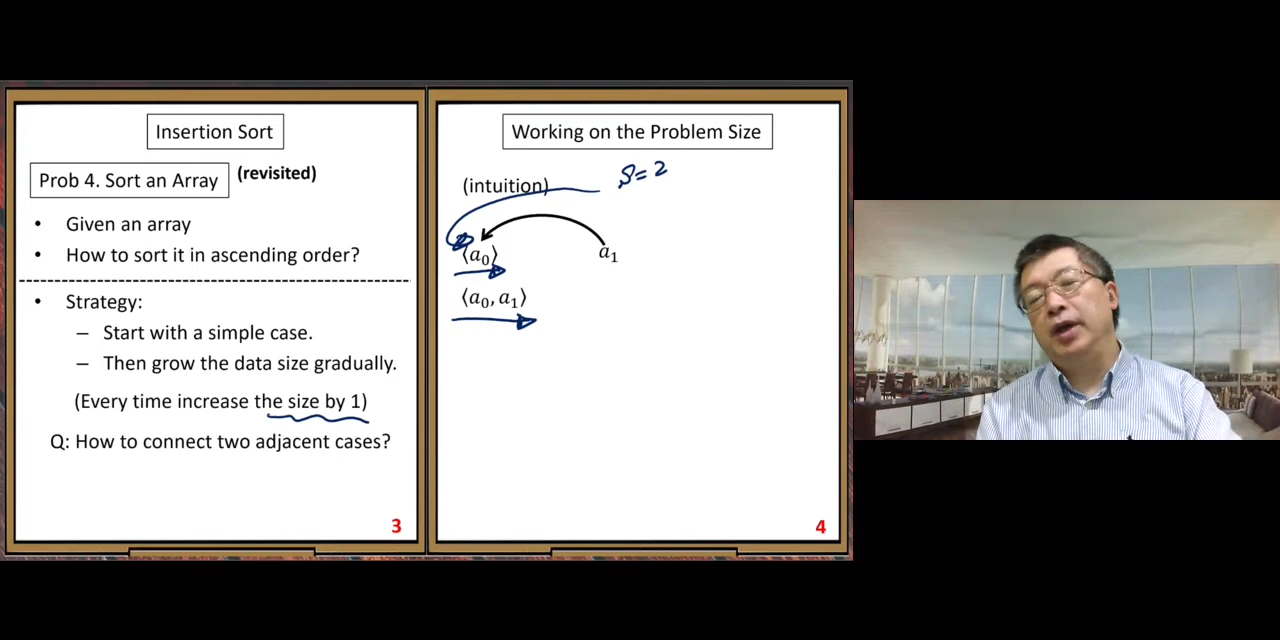 Insertion Sort
Prob 4. Sort an Array (revisited)
• Given an array
• How to sort it in ascending order?
• Strategy:
– Start with a simple case.
– Then grow the data size gradually.
(Every time increase the size by 1)
Q: How to connect two adjacent cases?
3
Working on the Problem Size
(intuition) S=2
⟨a₀⟩ a₁
⟨a₀, a₁⟩
4